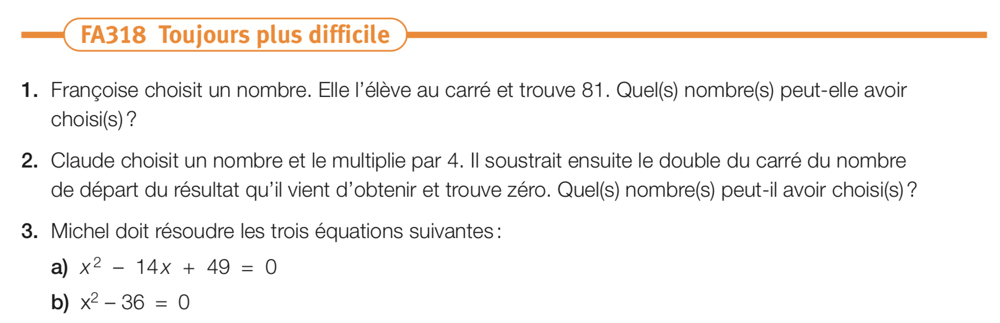 FA318 Toujours plus difficile
1. Françoise choisit un nombre. Elle l’élève au carré et trouve 81. Quel(s) nombre(s) peut-elle avoir
choisi(s) ?
2. Claude choisit un nombre et le multiplie par 4. Il soustrait ensuite le double du carré du nombre
de départ du résultat qu’il vient d’obtenir et trouve zéro. Quel(s) nombre(s) peut-il avoir choisi(s) ?
3. Michel doit résoudre les trois équations suivantes :
a) x² – 14x + 49 = 0
b) x² – 36 = 0